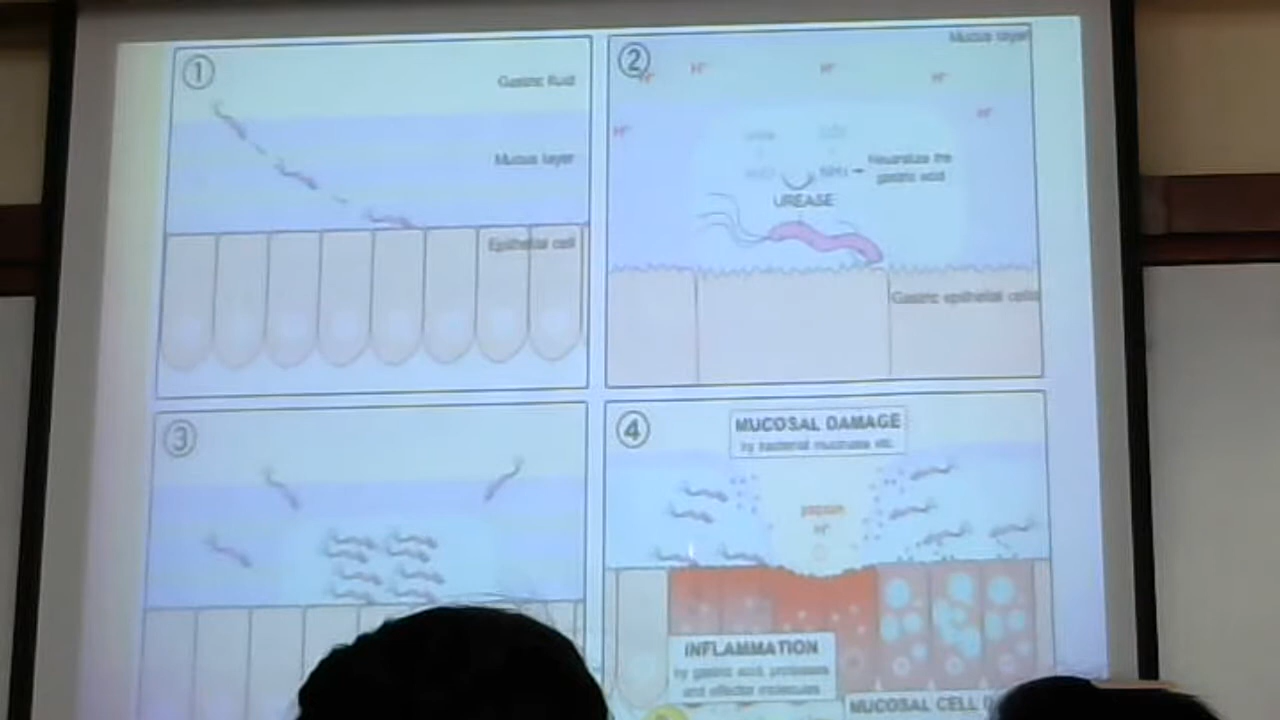 ①
Gastric fluid
Mucus layer
Epithelial cell
②
Mucus layer
H⁺
H⁺
H⁺
H⁺
H⁺
H⁺
Neutralize the
gastric acid
UREASE
Gastric epithelial cells
③
④
MUCOSAL DAMAGE
by bacterial mucinase etc.
pepsin
H⁺
INFLAMMATION
by gastric acid, proteases
and effector molecules
MUCOSAL CELL